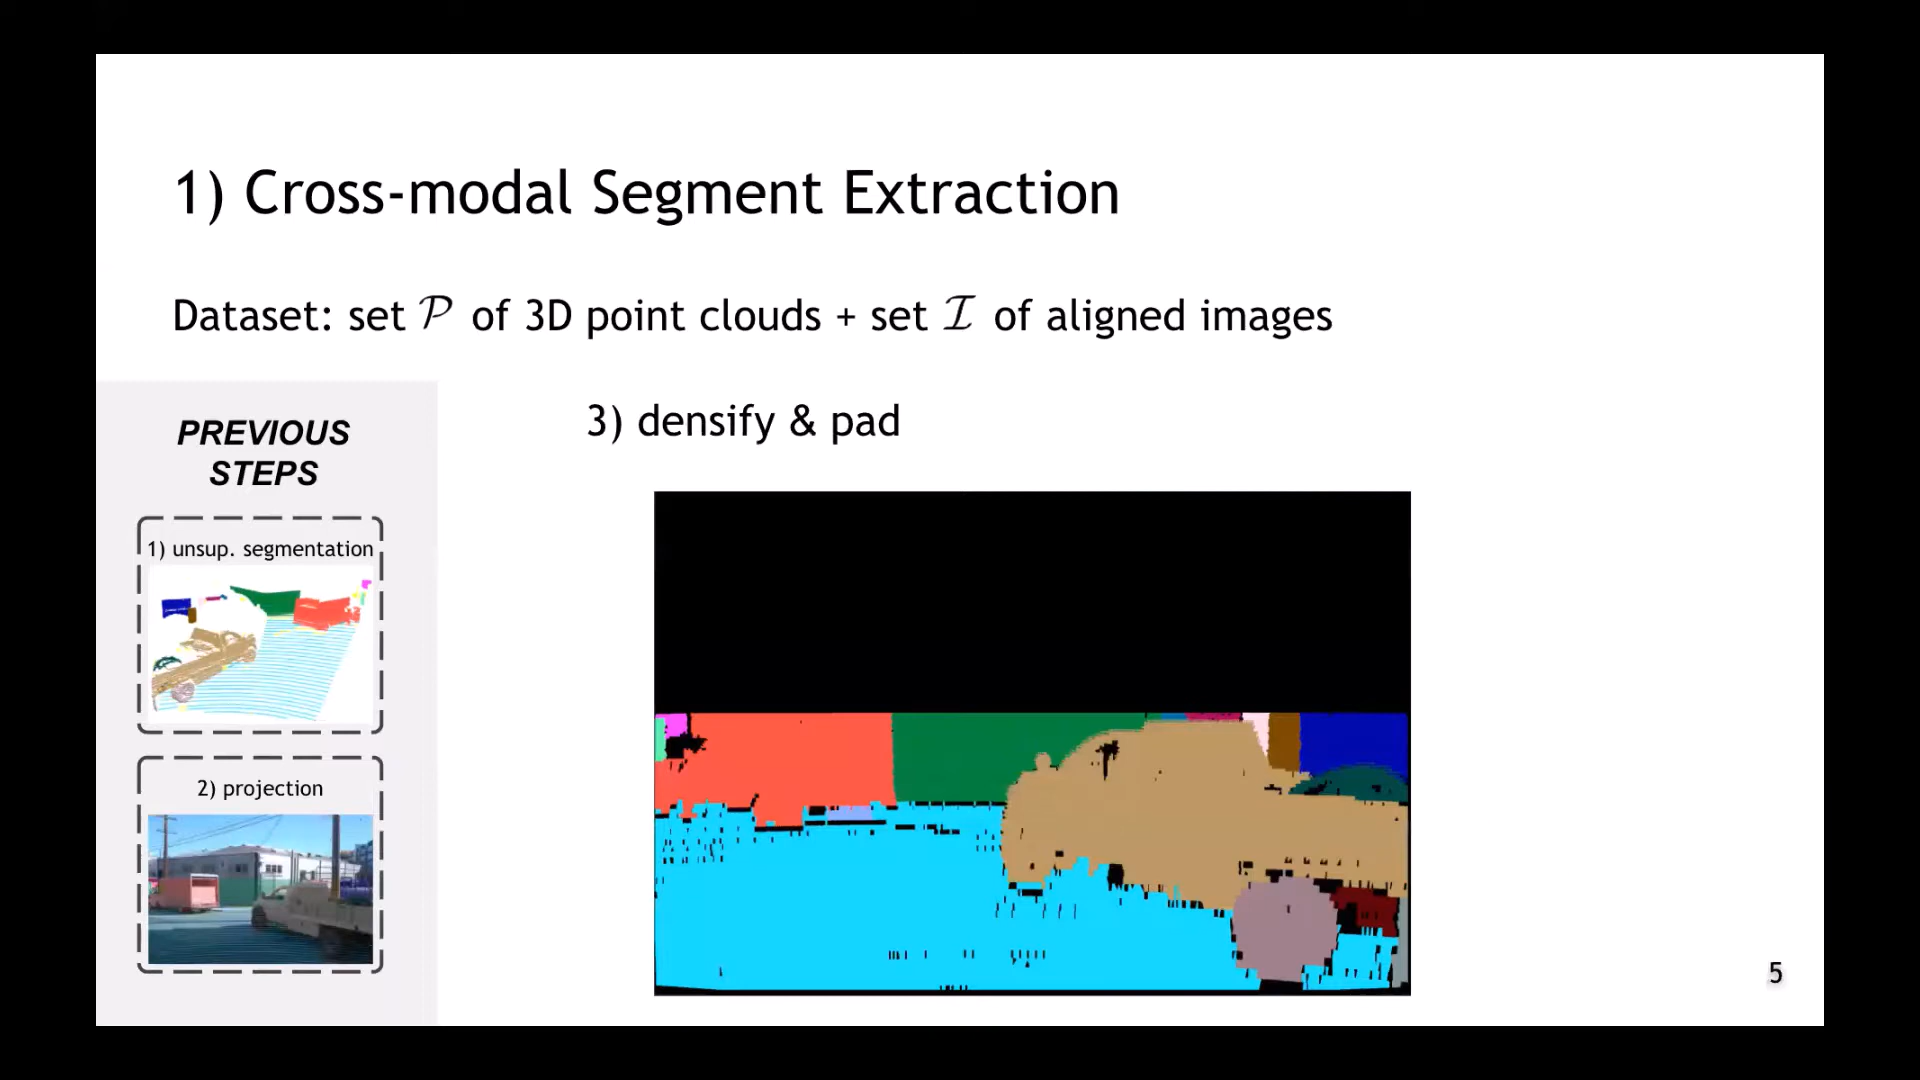 1) Cross-modal Segment Extraction
Dataset: set 𝒫 of 3D point clouds + set ℐ of aligned images
PREVIOUS
STEPS
1) unsup. segmentation
2) projection
3) densify & pad
5